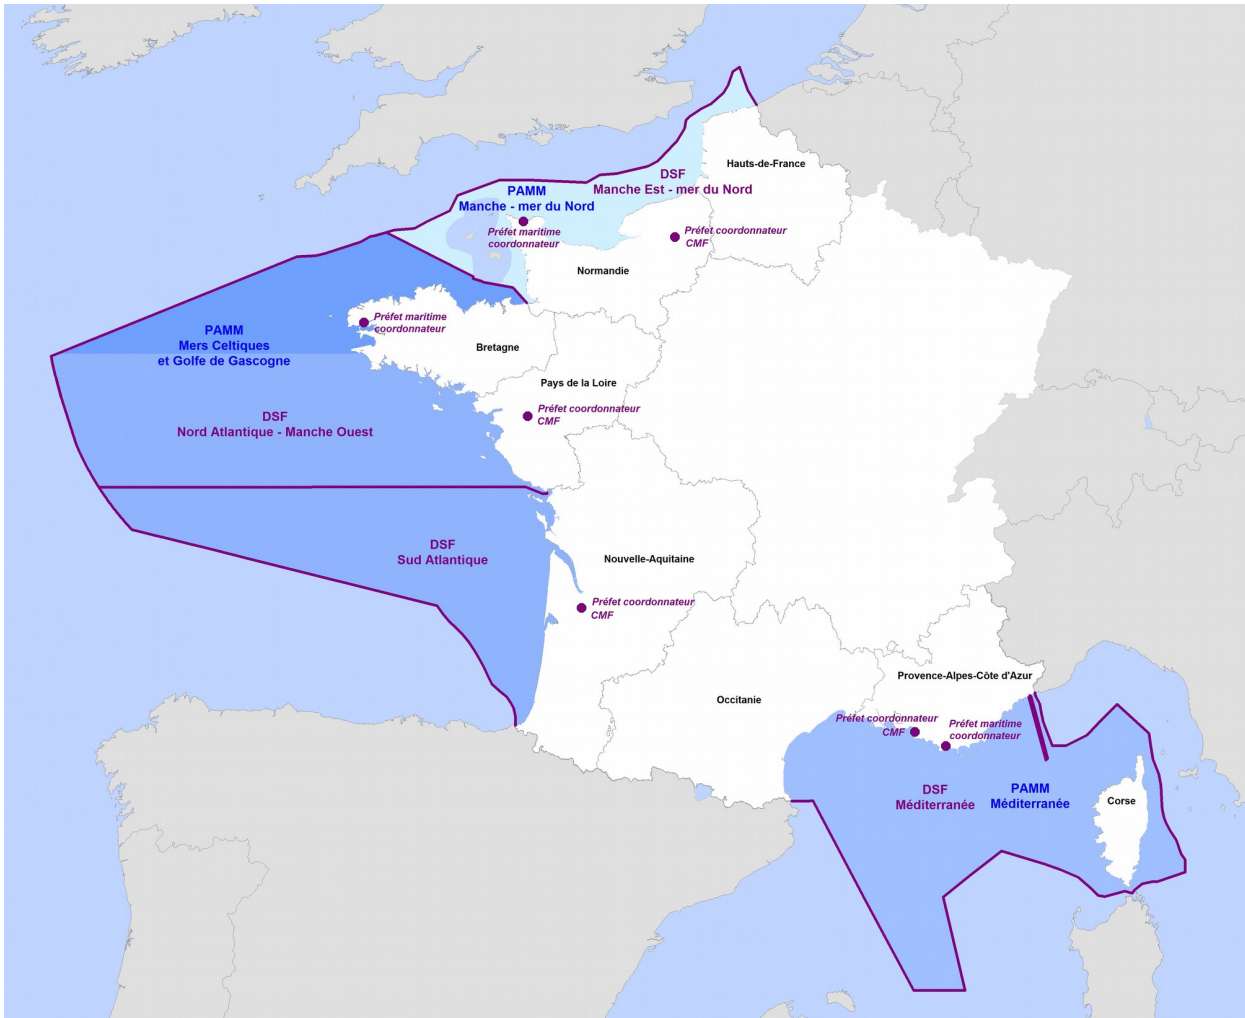 Hauts-de-France
DSF
Manche Est - mer du Nord
PAMM
Manche - mer du Nord
Préfet maritime
coordonnateur
Préfet coordonnateur
CMF
Normandie
Préfet maritime
coordonnateur
PAMM
Mers Celtiques
et Golfe de Gascogne
Bretagne
Pays de la Loire
Préfet coordonnateur
CMF
DSF
Nord Atlantique - Manche Ouest
DSF
Sud Atlantique
Nouvelle-Aquitaine
Préfet coordonnateur
CMF
Occitanie
Provence-Alpes-Côte d'Azur
Préfet coordonnateur
CMF
Préfet maritime
coordonnateur
DSF
Méditerranée
PAMM
Méditerranée
Corse